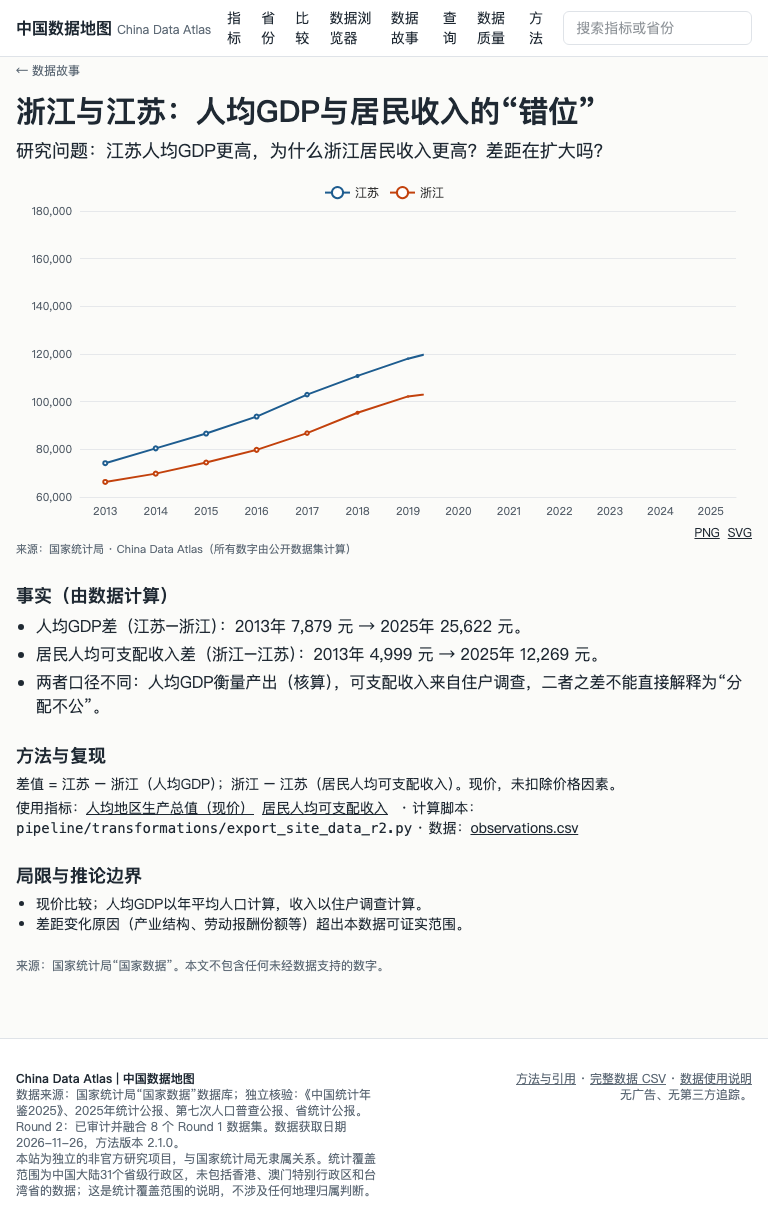 中国数据地图 China Data Atlas 指标 省份 比较 数据浏览器 数据故事 查询 数据质量 方法 搜索指标或省份
← 数据故事
浙江与江苏：人均GDP与居民收入的“错位”
研究问题：江苏人均GDP更高，为什么浙江居民收入更高？差距在扩大吗？
江苏 浙江
180,000
160,000
140,000
120,000
100,000
80,000
60,000
2013 2014 2015 2016 2017 2018 2019 2020 2021 2022 2023 2024 2025
PNG SVG
来源：国家统计局 · China Data Atlas（所有数字由公开数据集计算）
事实（由数据计算）
人均GDP差（江苏−浙江）：2013年 7,879 元 → 2025年 25,622 元。
居民人均可支配收入差（浙江−江苏）：2013年 4,999 元 → 2025年 12,269 元。
两者口径不同：人均GDP衡量产出（核算），可支配收入来自住户调查，二者之差不能直接解释为“分
配不公”。
方法与复现
差值 = 江苏 − 浙江（人均GDP）；浙江 − 江苏（居民人均可支配收入）。现价，未扣除价格因素。
使用指标：人均地区生产总值（现价） 居民人均可支配收入 · 计算脚本：
pipeline/transformations/export_site_data_r2.py · 数据：observations.csv
局限与推论边界
现价比较；人均GDP以年平均人口计算，收入以住户调查计算。
差距变化原因（产业结构、劳动报酬份额等）超出本数据可证实范围。
来源：国家统计局“国家数据”。本文不包含任何未经数据支持的数字。
China Data Atlas | 中国数据地图
数据来源：国家统计局“国家数据”数据库；独立核验：《中国统计年
鉴2025》、2025年统计公报、第七次人口普查公报、省统计公报。
Round 2：已审计并融合 8 个 Round 1 数据集。数据获取日期
2026-11-26，方法版本 2.1.0。
本站为独立的非官方研究项目，与国家统计局无隶属关系。统计覆盖
范围为中国大陆31个省级行政区，未包括香港、澳门特别行政区和台
湾省的数据；这是统计覆盖范围的说明，不涉及任何地理归属判断。
方法与引用 · 完整数据 CSV · 数据使用说明
无广告、无第三方追踪。